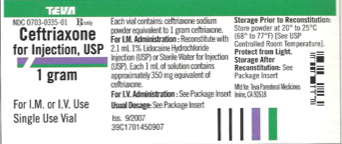 TEVA
NDC 0703-0335-01 Rx only
Ceftriaxone
for Injection, USP
1 gram
For I.M. or I.V. Use
Single Use Vial
Each vial contains: ceftriaxone sodium
powder equivalent to 1 gram ceftriaxone.
For I.M. Administration: Reconstitute with
2.1 mL 1% Lidocaine Hydrochloride
Injection (USP) or Sterile Water for Injection
(USP). Each 1 mL of solution contains
approximately 350 mg equivalent of
ceftriaxone.
For I.V. Administration: See Package Insert
Usual Dosage: See Package Insert
Iss. 9/2007
39C1701450907
Storage Prior to Reconstitution:
Store powder at 20° to 25°C
(68° to 77°F) [See USP
Controlled Room Temperature].
Protect from Light.
Storage After
Reconstitution: See
Package Insert
Mfd for: Teva Parenteral Medicines
Irvine, CA 92618